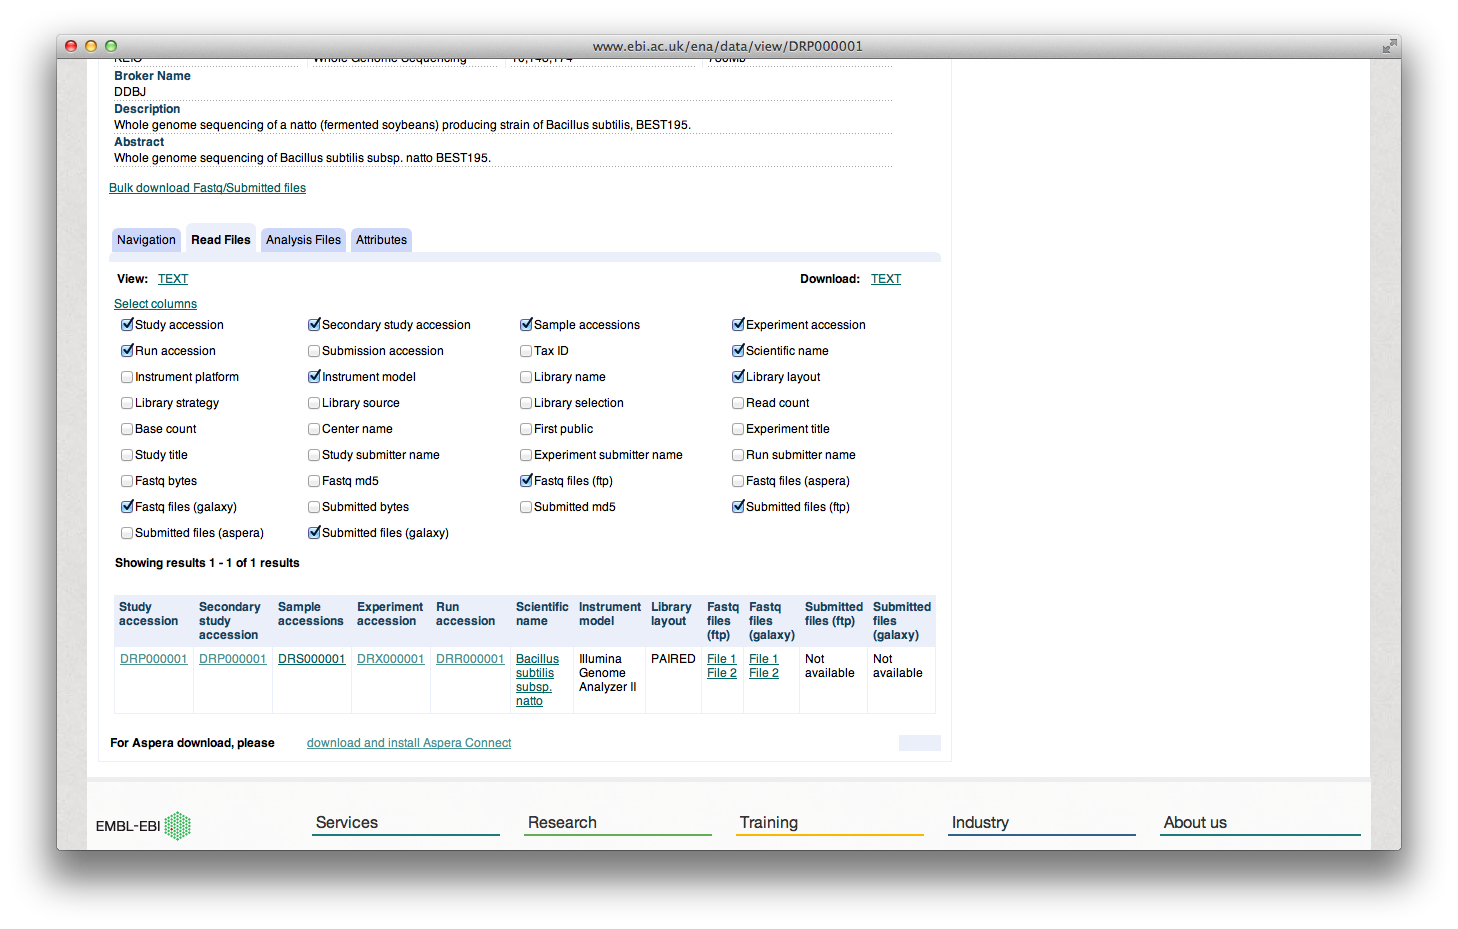 www.ebi.ac.uk/ena/data/view/DRP000001
Broker Name
DDBJ
Description
Whole genome sequencing of a natto (fermented soybeans) producing strain of Bacillus subtilis, BEST195.
Abstract
Whole genome sequencing of Bacillus subtilis subsp. natto BEST195.
Bulk download Fastq/Submitted files
Navigation Read Files Analysis Files Attributes
View: TEXT Download: TEXT
Select columns
Study accession Secondary study accession Sample accessions Experiment accession
Run accession Submission accession Tax ID Scientific name
Instrument platform Instrument model Library name Library layout
Library strategy Library source Library selection Read count
Base count Center name First public Experiment title
Study title Study submitter name Experiment submitter name Run submitter name
Fastq bytes Fastq md5 Fastq files (ftp) Fastq files (aspera)
Fastq files (galaxy) Submitted bytes Submitted md5 Submitted files (ftp)
Submitted files (aspera) Submitted files (galaxy)
Showing results 1 - 1 of 1 results
Study Secondary Sample Experiment Run Scientific Instrument Library Fastq Fastq Submitted Submitted
accession study accessions accession accession name model layout files files files (ftp) files
accession (ftp) (galaxy) (galaxy)
DRP000001 DRP000001 DRS000001 DRX000001 DRR000001 Bacillus Illumina PAIRED File 1 File 1 Not Not
subtilis Genome File 2 File 2 available available
subsp. Analyzer II
natto
For Aspera download, please download and install Aspera Connect
EMBL-EBI Services Research Training Industry About us